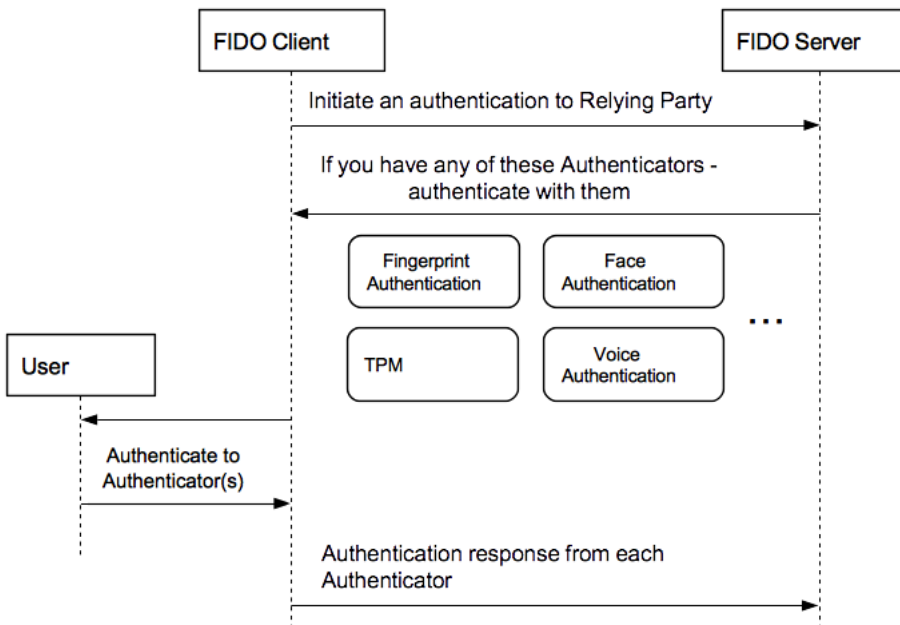 FIDO Client
FIDO Server
Initiate an authentication to Relying Party
If you have any of these Authenticators -
authenticate with them
Fingerprint
Authentication
Face
Authentication
...
User
TPM
Voice
Authentication
Authenticate to
Authenticator(s)
Authentication response from each
Authenticator